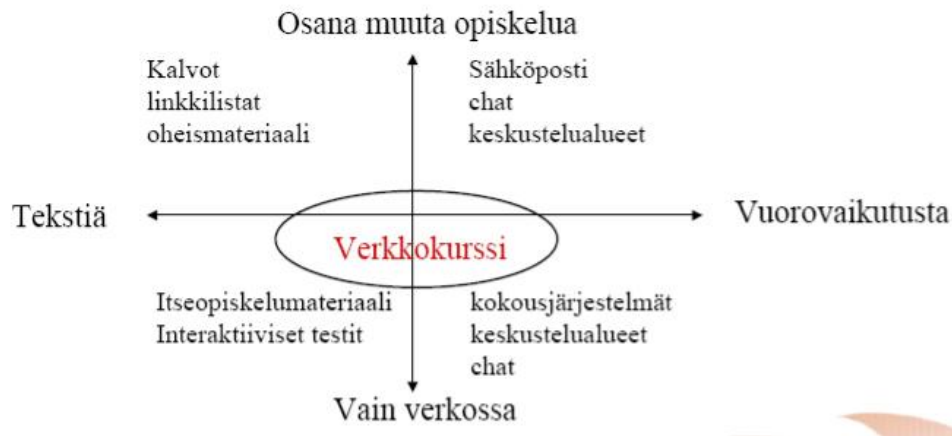 Osana muuta opiskelua
Kalvot
linkkilistat
oheismateriaali
Sähköposti
chat
keskustelualueet
Tekstiä
Vuorovaikutusta
Verkkokurssi
Itseopiskelumateriaali
Interaktiiviset testit
kokousjärjestelmät
keskustelualueet
chat
Vain verkossa